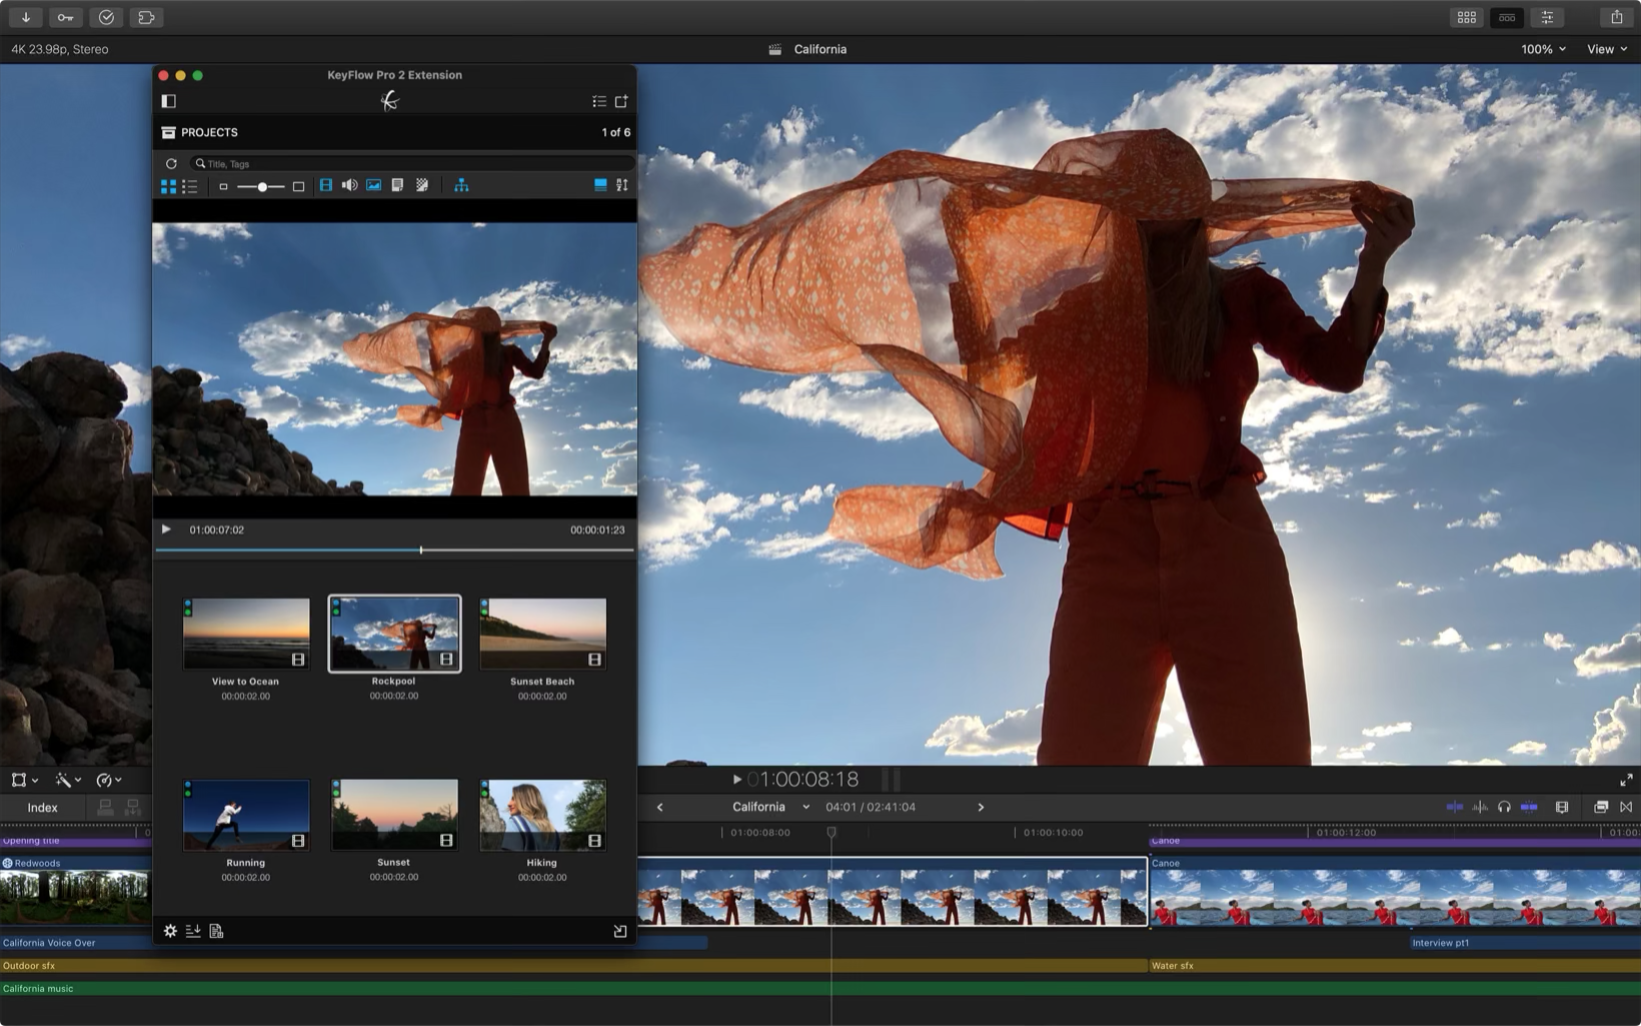 4K 23.98p, Stereo
California
100%
View
KeyFlow Pro 2 Extension
PROJECTS
1 of 6
Title, Tags
01:00:07:02
00:00:01:23
View to Ocean
00:00:02.00
Rockpool
00:00:02.00
Sunset Beach
00:00:02.00
Running
00:00:02.00
Sunset
00:00:02.00
Hiking
00:00:02.00
01:00:08:18
Index
California
04:01 / 02:41:04
01:00:08:00
01:00:10:00
01:00:12:00
01:00:
Opening title
Canoe
Redwoods
Canoe
California Voice Over
Interview pt1
Outdoor sfx
Water sfx
California music